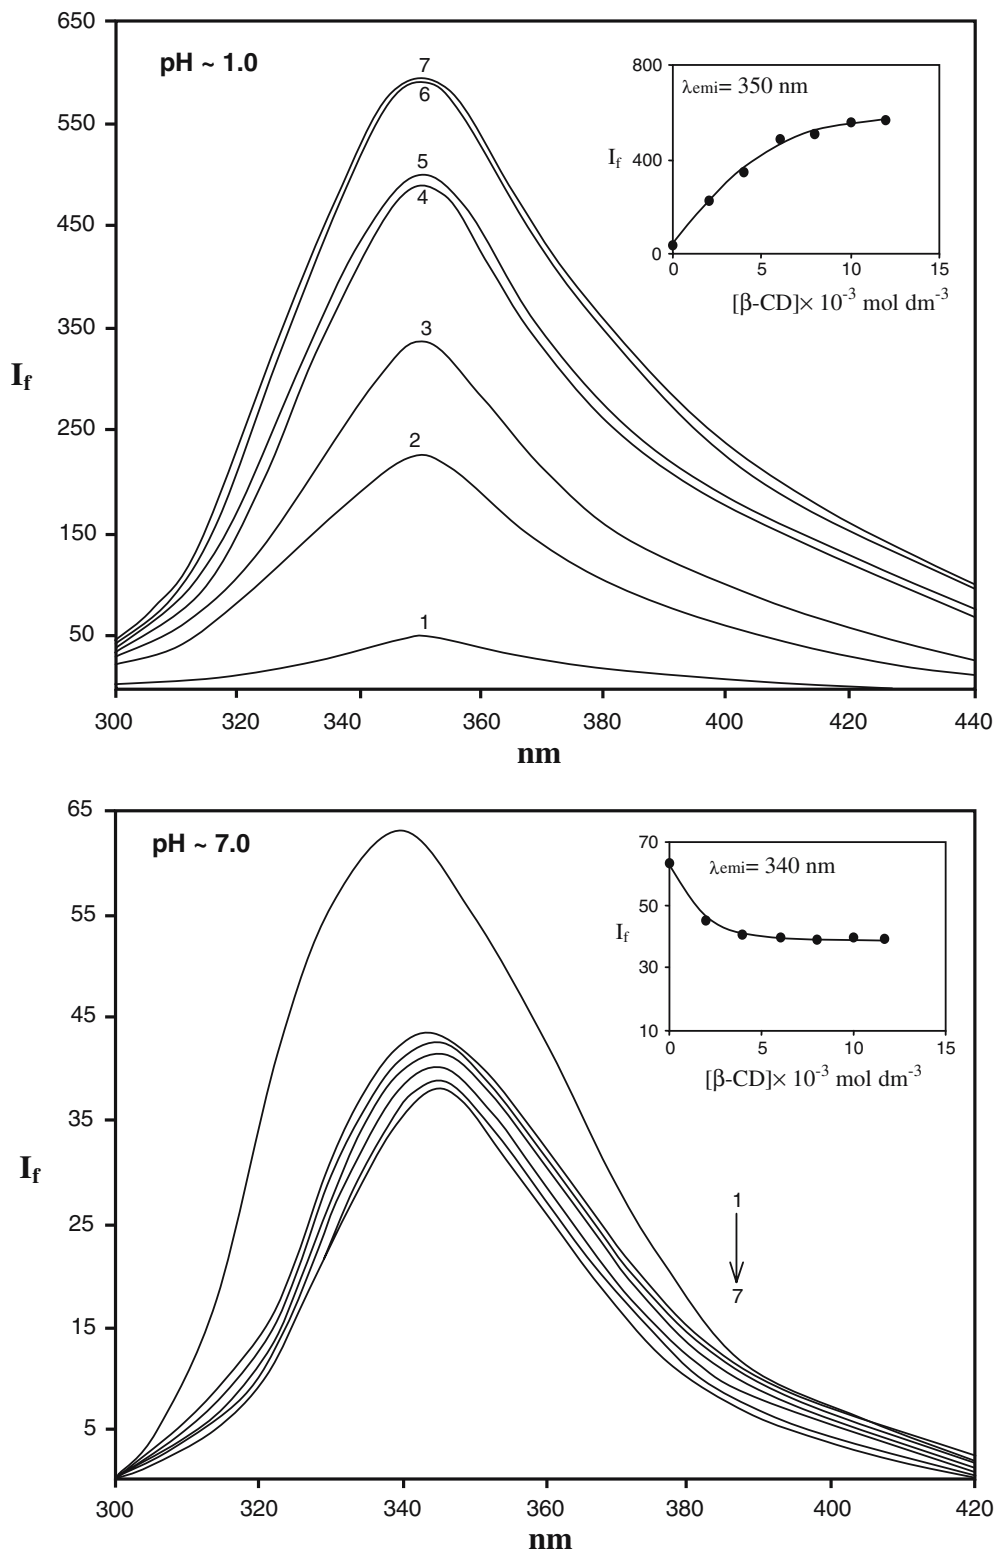 650
pH ~ 1.0
550
450
350
250
150
50
I_f
7
6
5
4
3
2
1
300 320 340 360 380 400 420 440
nm
800
400
0
I_f
λemi= 350 nm
0 5 10 15
[β-CD]× 10⁻³ mol dm⁻³
65
pH ~ 7.0
55
45
35
25
15
5
I_f
1
7
300 320 340 360 380 400 420
nm
70
50
30
10
I_f
λemi= 340 nm
0 5 10 15
[β-CD]× 10⁻³ mol dm⁻³